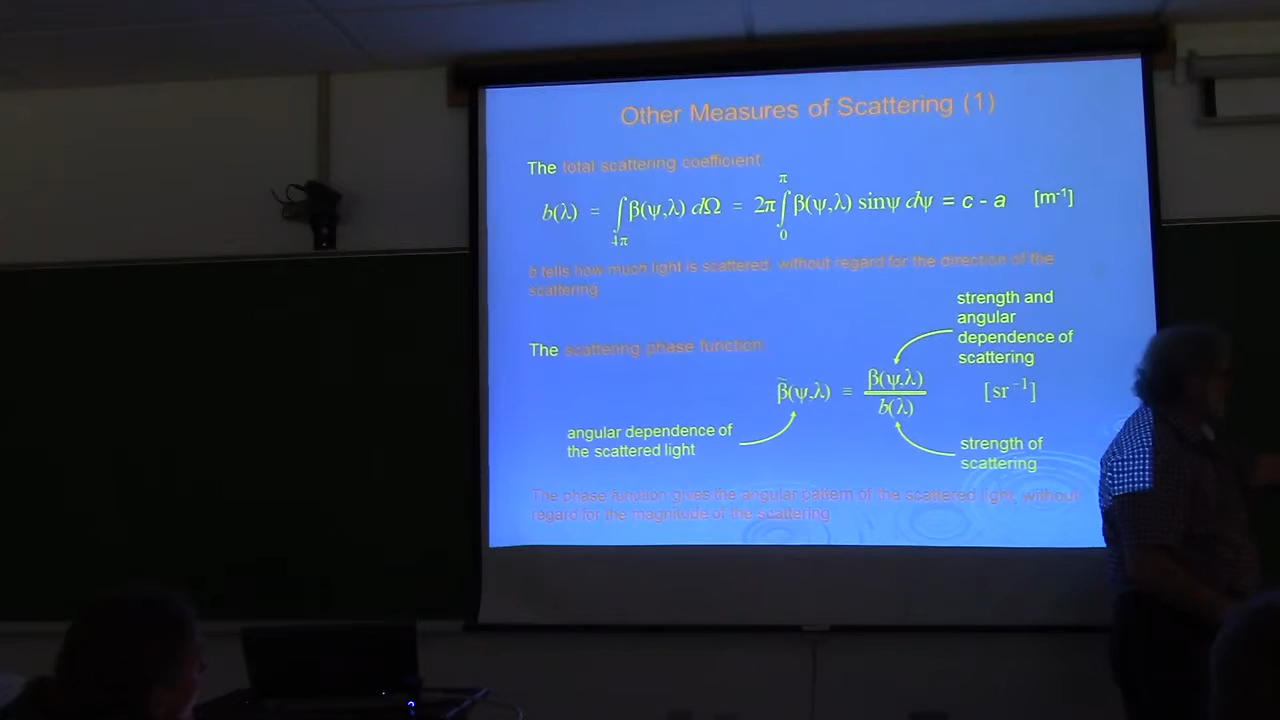 Other Measures of Scattering (1)
The total scattering coefficient:
b(λ) = ∫4π β(ψ,λ) dΩ = 2π ∫0π β(ψ,λ) sinψ dψ = c - a [m-1]
b tells how much light is scattered, without regard for the direction of the
scattering
strength and
angular
dependence of
scattering
The scattering phase function:
β̃(ψ,λ) ≡ β(ψ,λ) / b(λ) [sr -1]
angular dependence of
the scattered light
strength of
scattering
The phase function gives the angular pattern of the scattered light, without
regard for the magnitude of the scattering